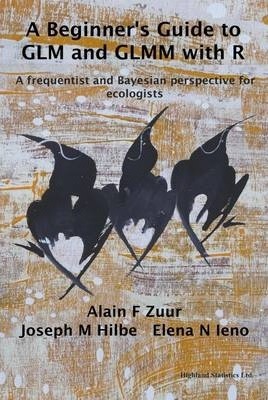 A Beginner's Guide to
GLM and GLMM with R
A frequentist and Bayesian perspective for
ecologists
Alain F Zuur
Joseph M Hilbe Elena N Ieno
Highland Statistics Ltd.